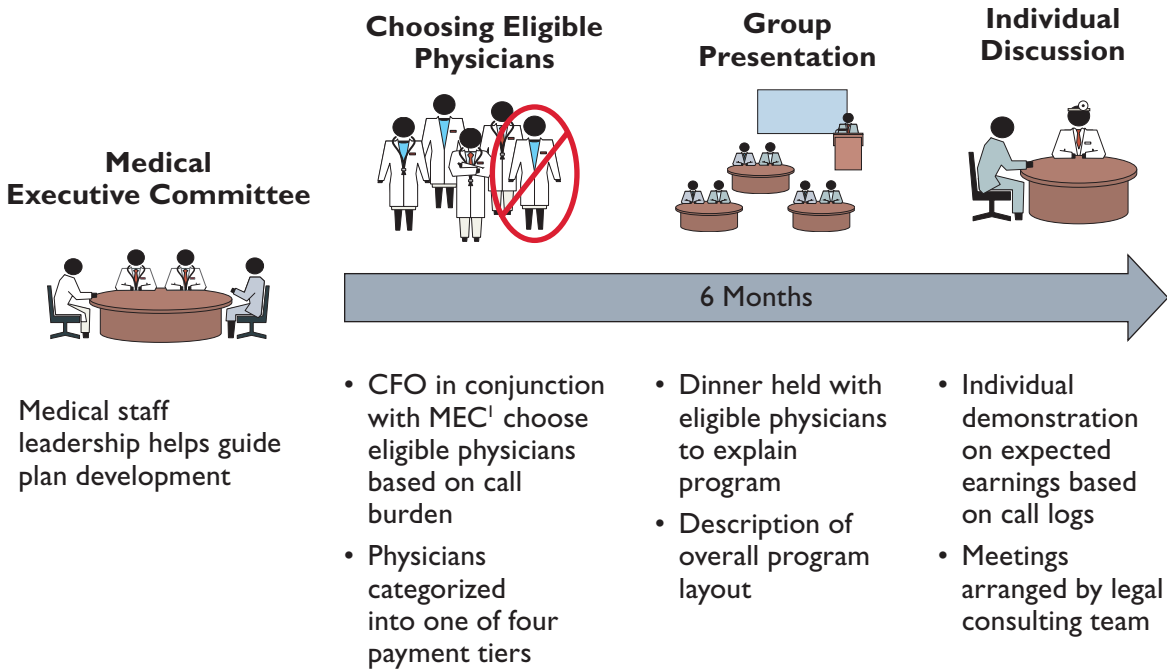 Medical
Executive Committee
Medical staff
leadership helps guide
plan development
Choosing Eligible
Physicians
Group
Presentation
Individual
Discussion
6 Months
• CFO in conjunction
with MEC¹ choose
eligible physicians
based on call
burden
• Physicians
categorized
into one of four
payment tiers
• Dinner held with
eligible physicians
to explain
program
• Description of
overall program
layout
• Individual
demonstration
on expected
earnings based
on call logs
• Meetings
arranged by legal
consulting team